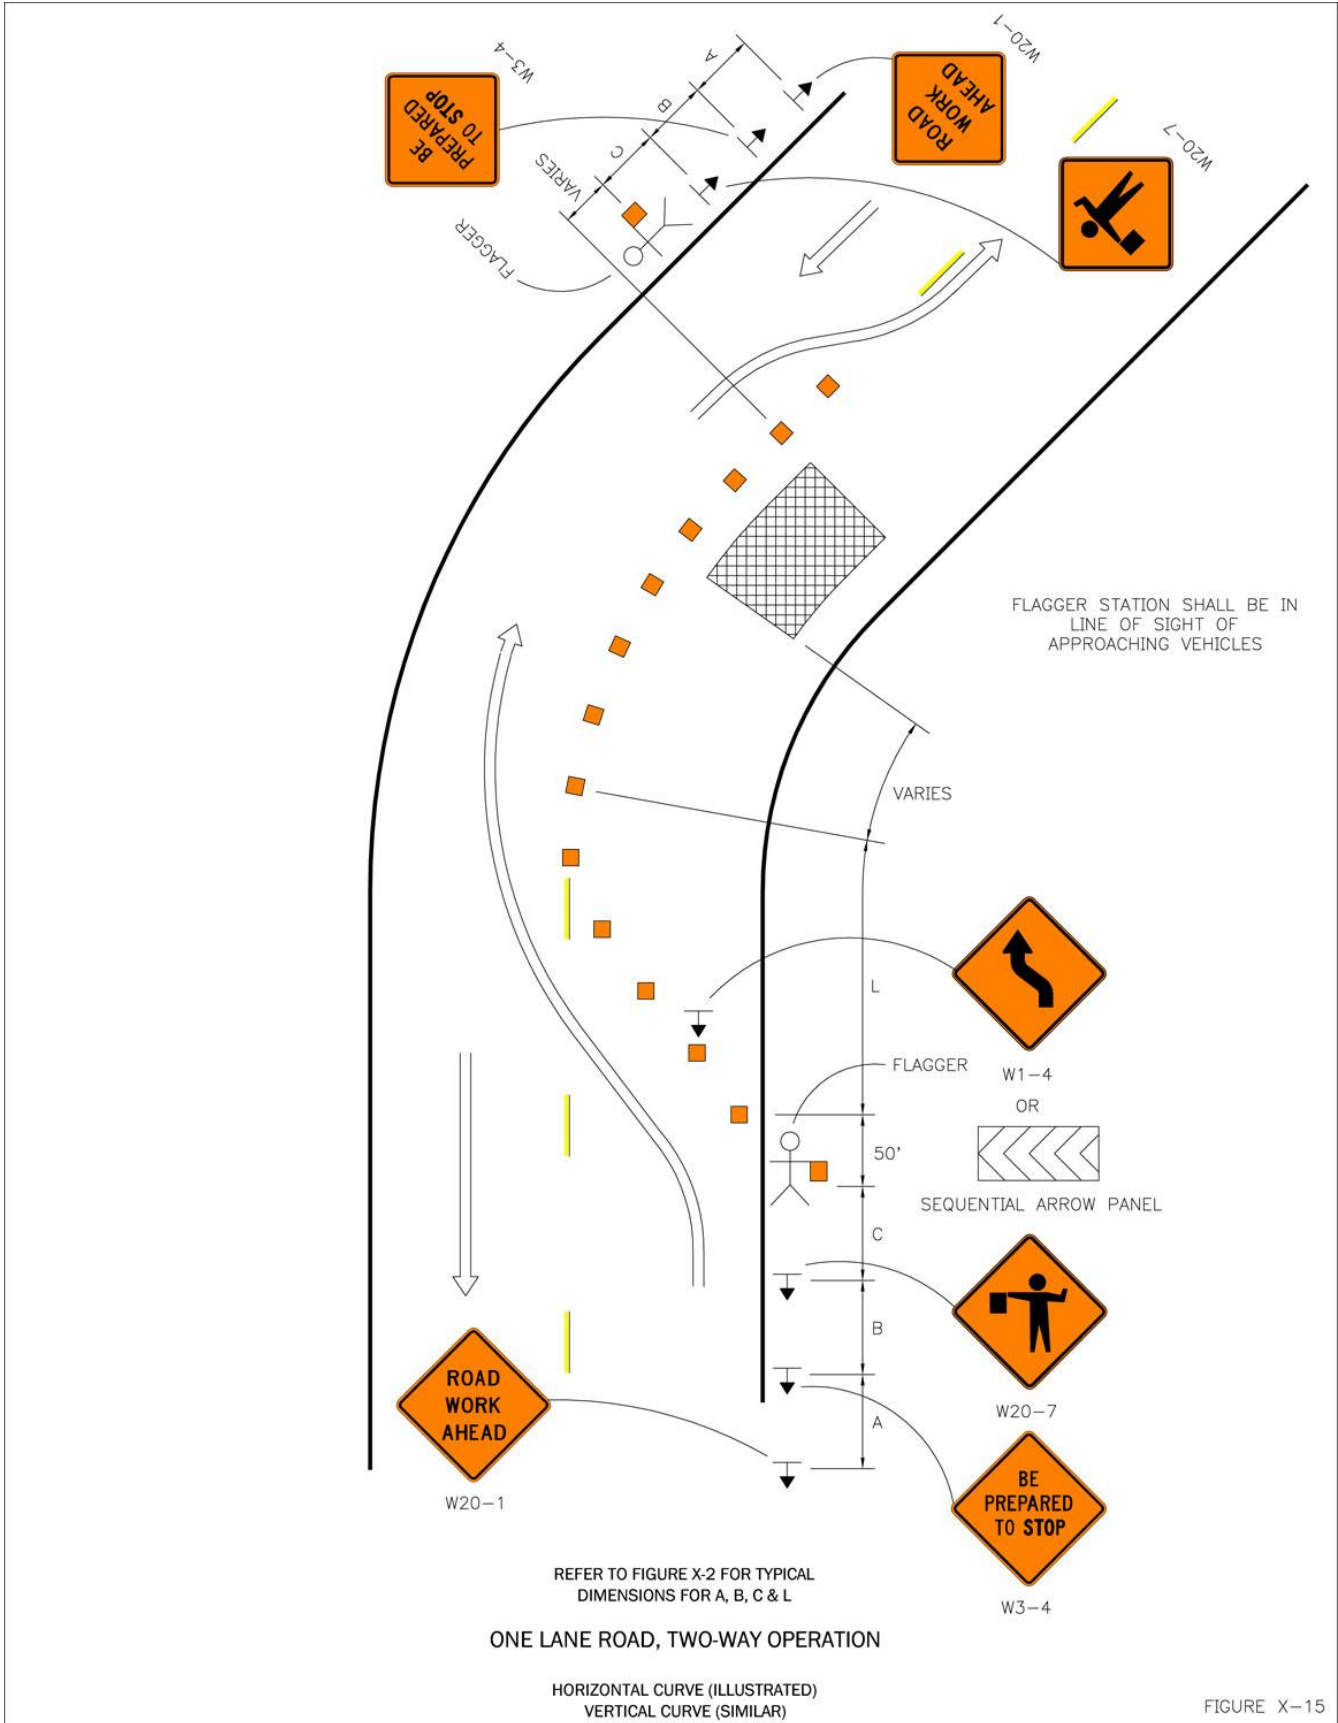 W3-4
BE
PREPARED
TO STOP
A
B
C
VARIES
FLAGGER
W20-1
ROAD
WORK
AHEAD
W20-7
FLAGGER STATION SHALL BE IN
LINE OF SIGHT OF
APPROACHING VEHICLES
VARIES
L
FLAGGER
W1-4
OR
50'
SEQUENTIAL ARROW PANEL
C
B
W20-7
A
ROAD
WORK
AHEAD
W20-1
BE
PREPARED
TO STOP
W3-4
REFER TO FIGURE X-2 FOR TYPICAL
DIMENSIONS FOR A, B, C & L
ONE LANE ROAD, TWO-WAY OPERATION
HORIZONTAL CURVE (ILLUSTRATED)
VERTICAL CURVE (SIMILAR)
FIGURE X-15